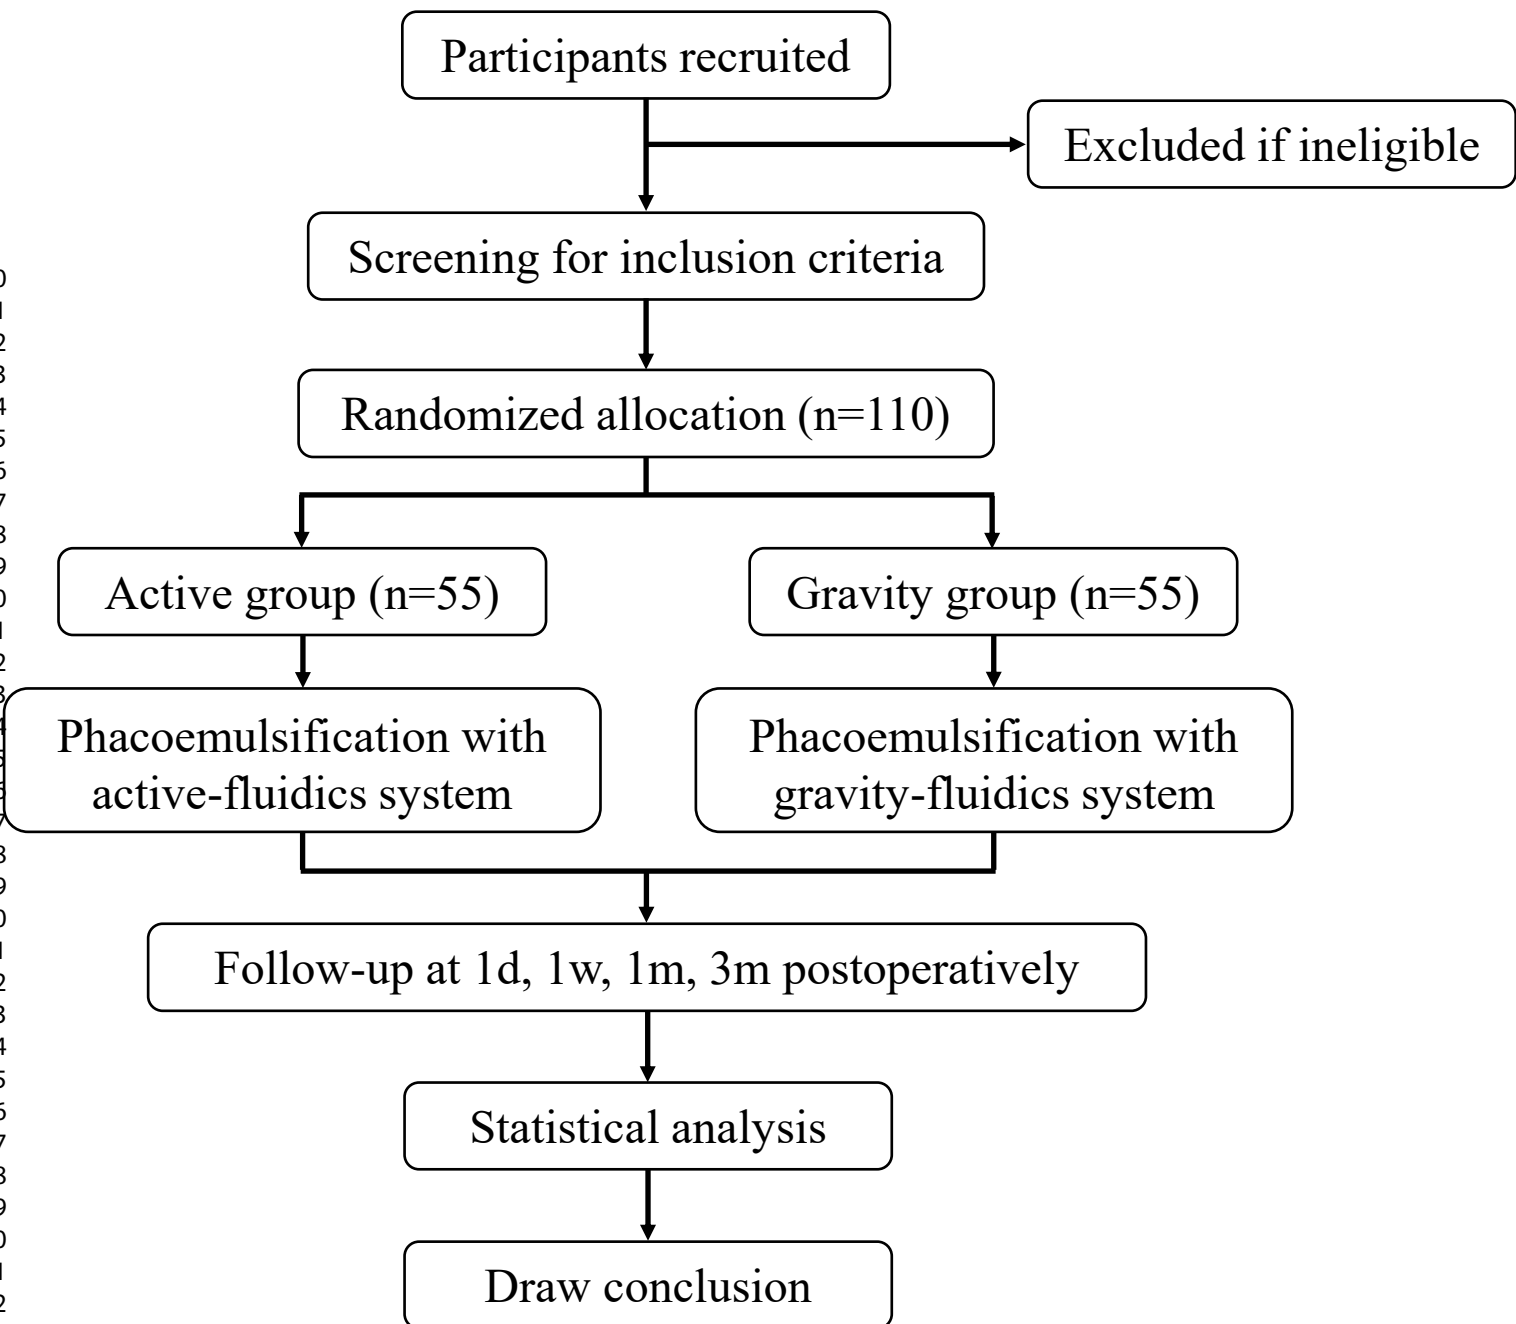 Participants recruited
Excluded if ineligible
Screening for inclusion criteria
Randomized allocation (n=110)
Active group (n=55)
Gravity group (n=55)
Phacoemulsification with
active-fluidics system
Phacoemulsification with
gravity-fluidics system
Follow-up at 1d, 1w, 1m, 3m postoperatively
Statistical analysis
Draw conclusion